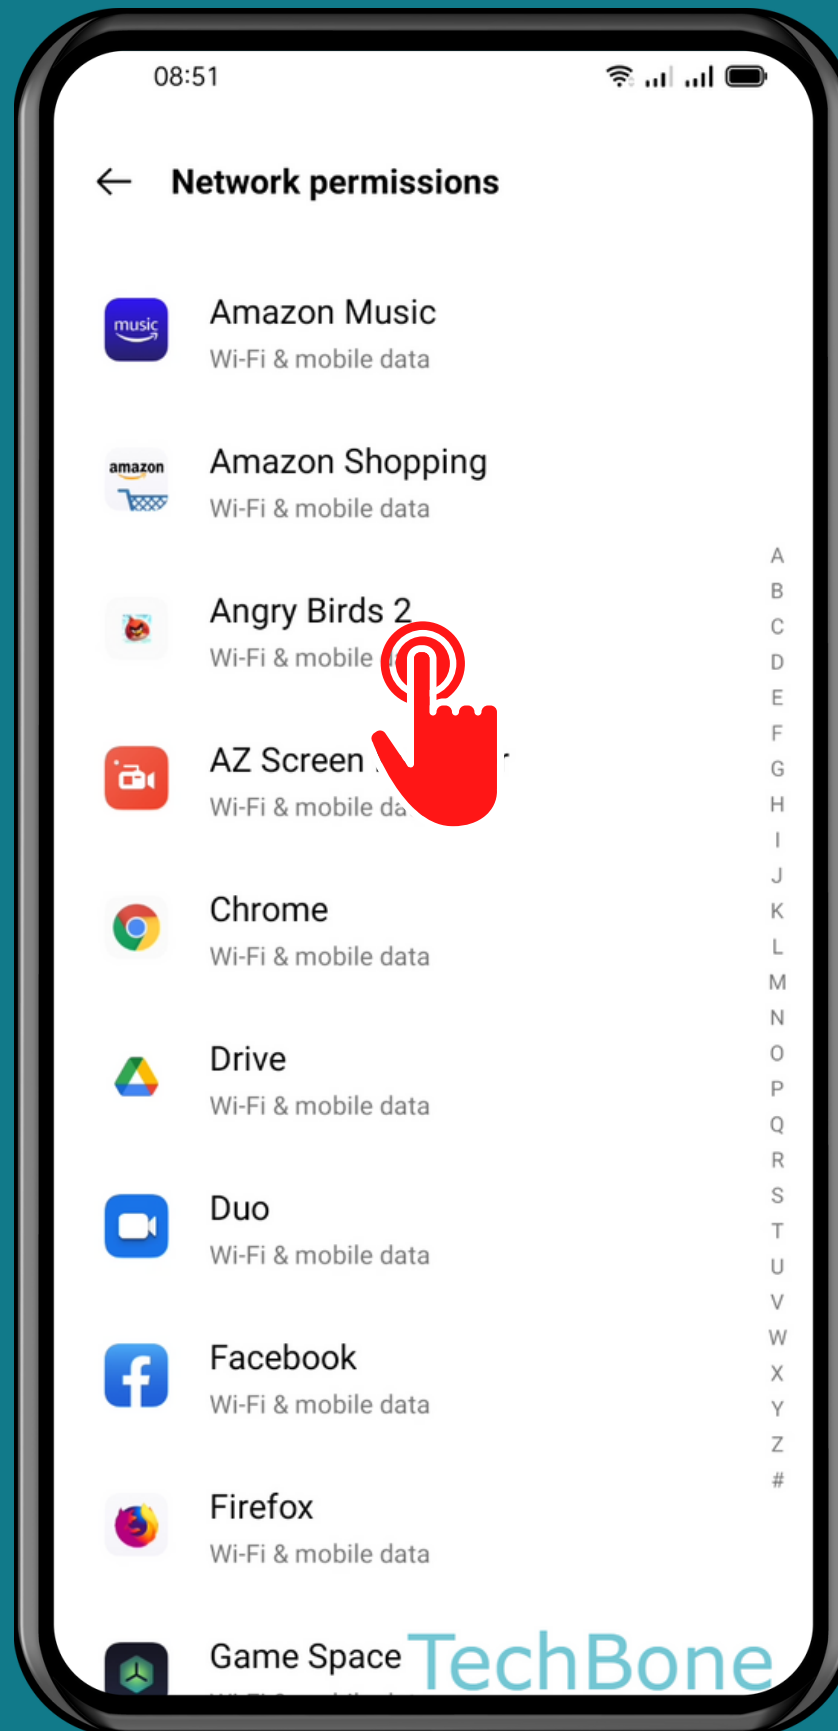 08:51
Network permissions
music
Amazon Music
Wi-Fi & mobile data
amazon
Amazon Shopping
Wi-Fi & mobile data
Angry Birds 2
Wi-Fi & mobile
AZ Screen
Wi-Fi & mobile
Chrome
Wi-Fi & mobile data
Drive
Wi-Fi & mobile data
Duo
Wi-Fi & mobile data
Facebook
Wi-Fi & mobile data
Firefox
Wi-Fi & mobile data
Game Space
A
B
C
D
E
F
G
H
I
J
K
L
M
N
O
P
Q
R
S
T
U
V
W
X
Y
Z
#
TechBone